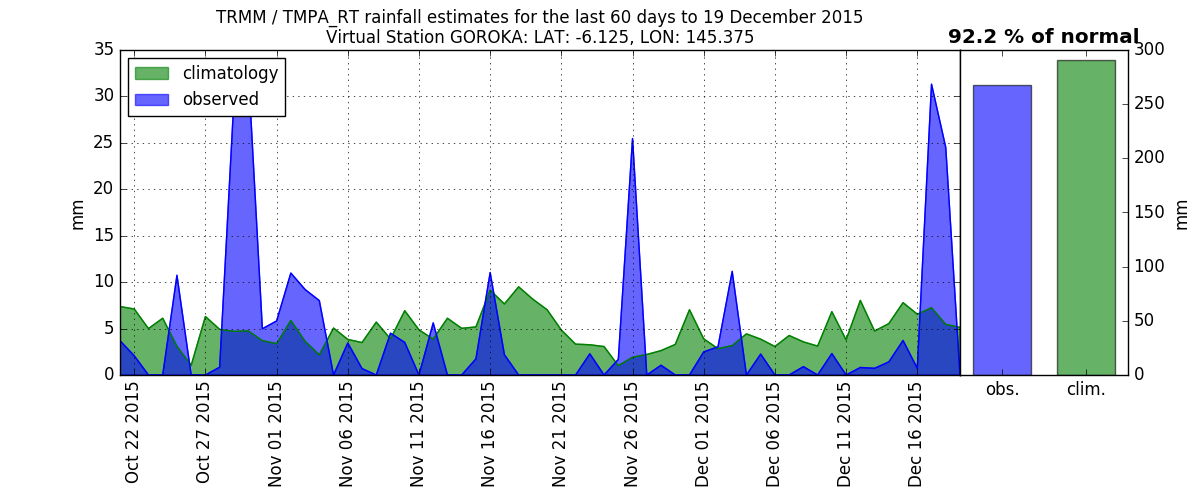 TRMM / TMPA_RT rainfall estimates for the last 60 days to 19 December 2015
Virtual Station GOROKA: LAT: -6.125, LON: 145.375
92.2 % of normal
climatology
observed
35
30
25
20
15
10
5
0
mm
Oct 22 2015
Oct 27 2015
Nov 01 2015
Nov 06 2015
Nov 11 2015
Nov 16 2015
Nov 21 2015
Nov 26 2015
Dec 01 2015
Dec 06 2015
Dec 11 2015
Dec 16 2015
300
250
200
150
100
50
0
mm
obs.
clim.